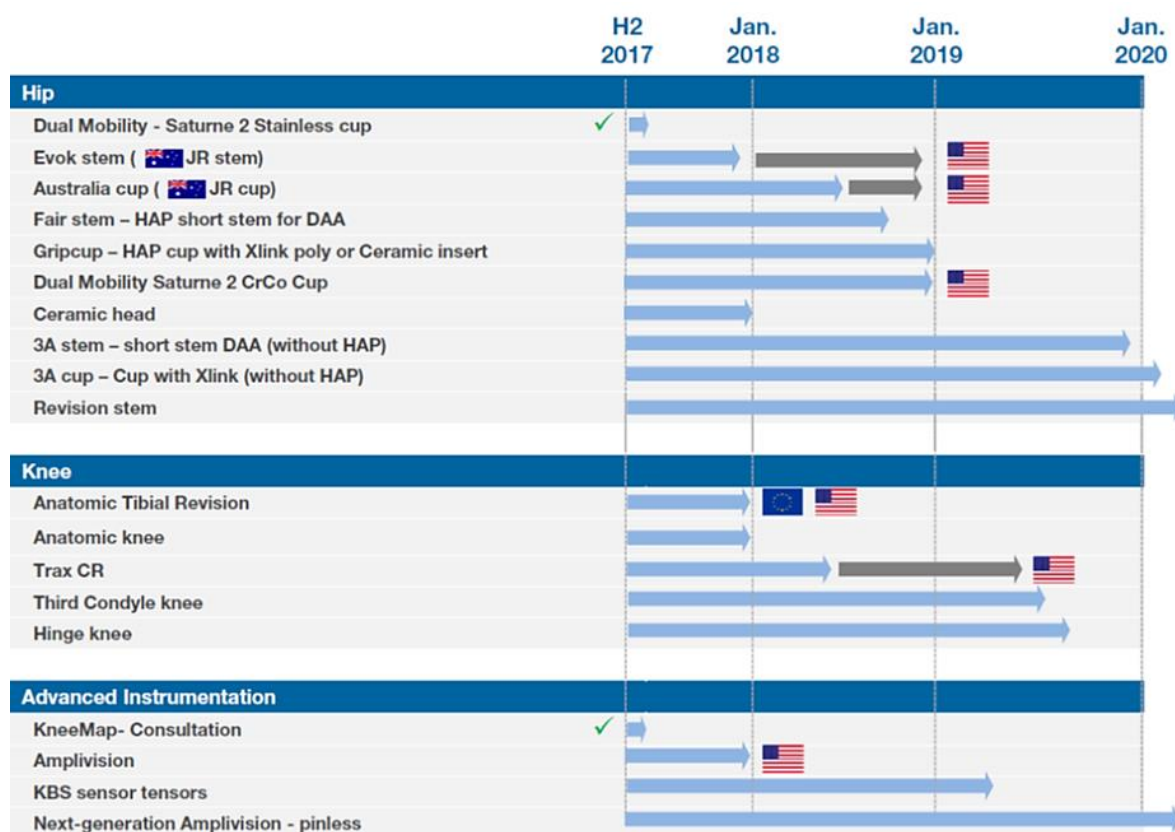 H2 2017
Jan. 2018
Jan. 2019
Jan. 2020
Hip
Dual Mobility - Saturne 2 Stainless cup
Evok stem ( JR stem)
Australia cup ( JR cup)
Fair stem – HAP short stem for DAA
Gripcup – HAP cup with Xlink poly or Ceramic insert
Dual Mobility Saturne 2 CrCo Cup
Ceramic head
3A stem – short stem DAA (without HAP)
3A cup – Cup with Xlink (without HAP)
Revision stem
Knee
Anatomic Tibial Revision
Anatomic knee
Trax CR
Third Condyle knee
Hinge knee
Advanced Instrumentation
KneeMap- Consultation
Amplivision
KBS sensor tensors
Next-generation Amplivision - pinless